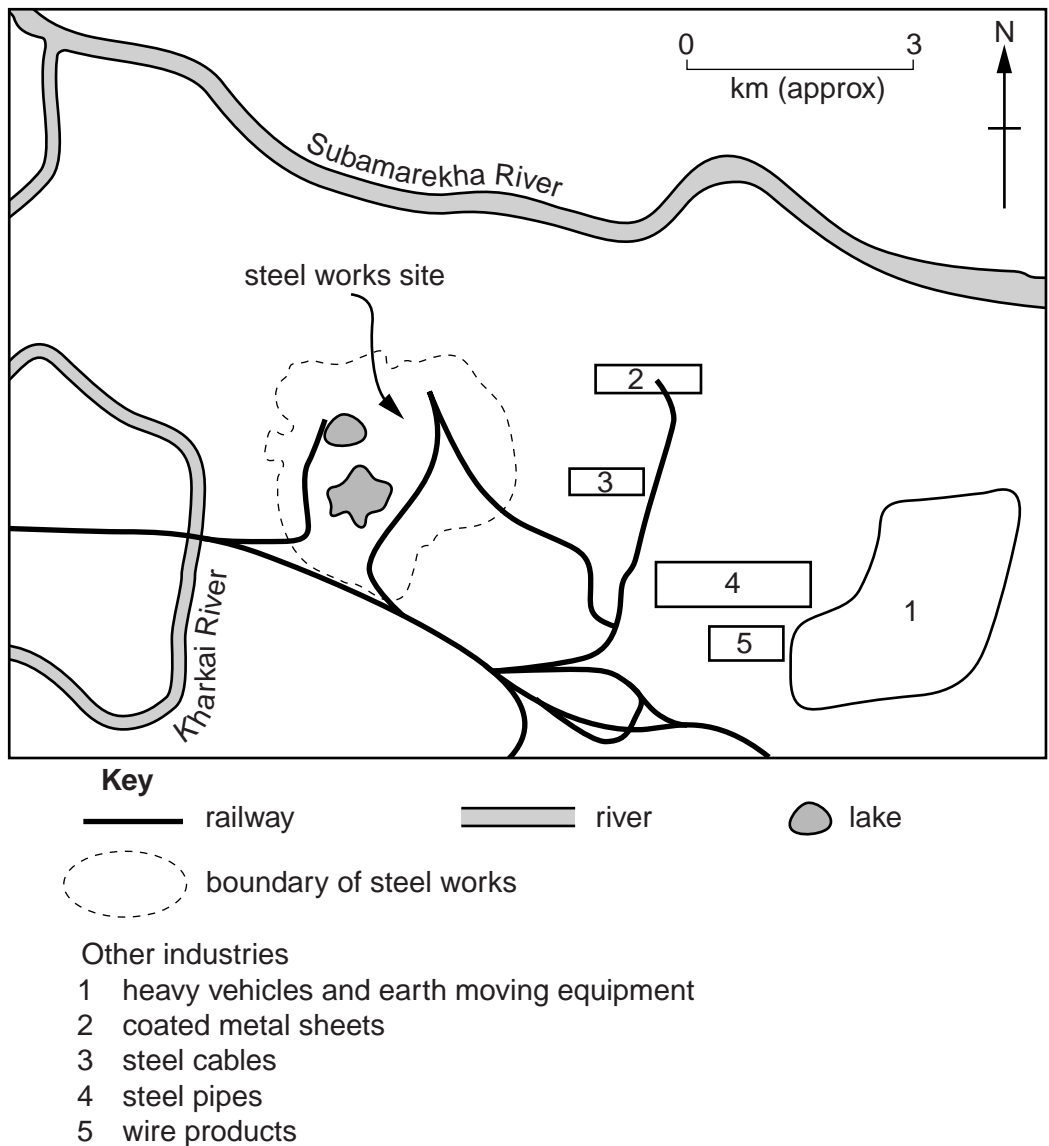 0 3
km (approx)
N
Subamarekha River
steel works site
2
3
4
1
5
Kharkai River
Key
railway
river
lake
boundary of steel works
Other industries
1 heavy vehicles and earth moving equipment
2 coated metal sheets
3 steel cables
4 steel pipes
5 wire products